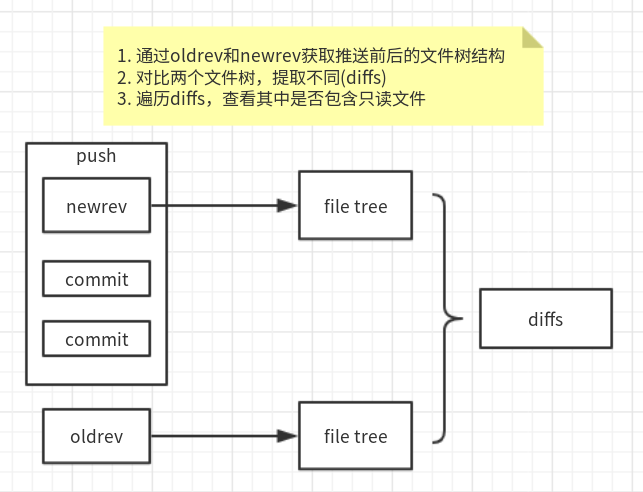 1. 通过oldrev和newrev获取推送前后的文件树结构
2. 对比两个文件树，提取不同(diffs)
3. 遍历diffs，查看其中是否包含只读文件
push
newrev
file tree
commit
diffs
commit
oldrev
file tree